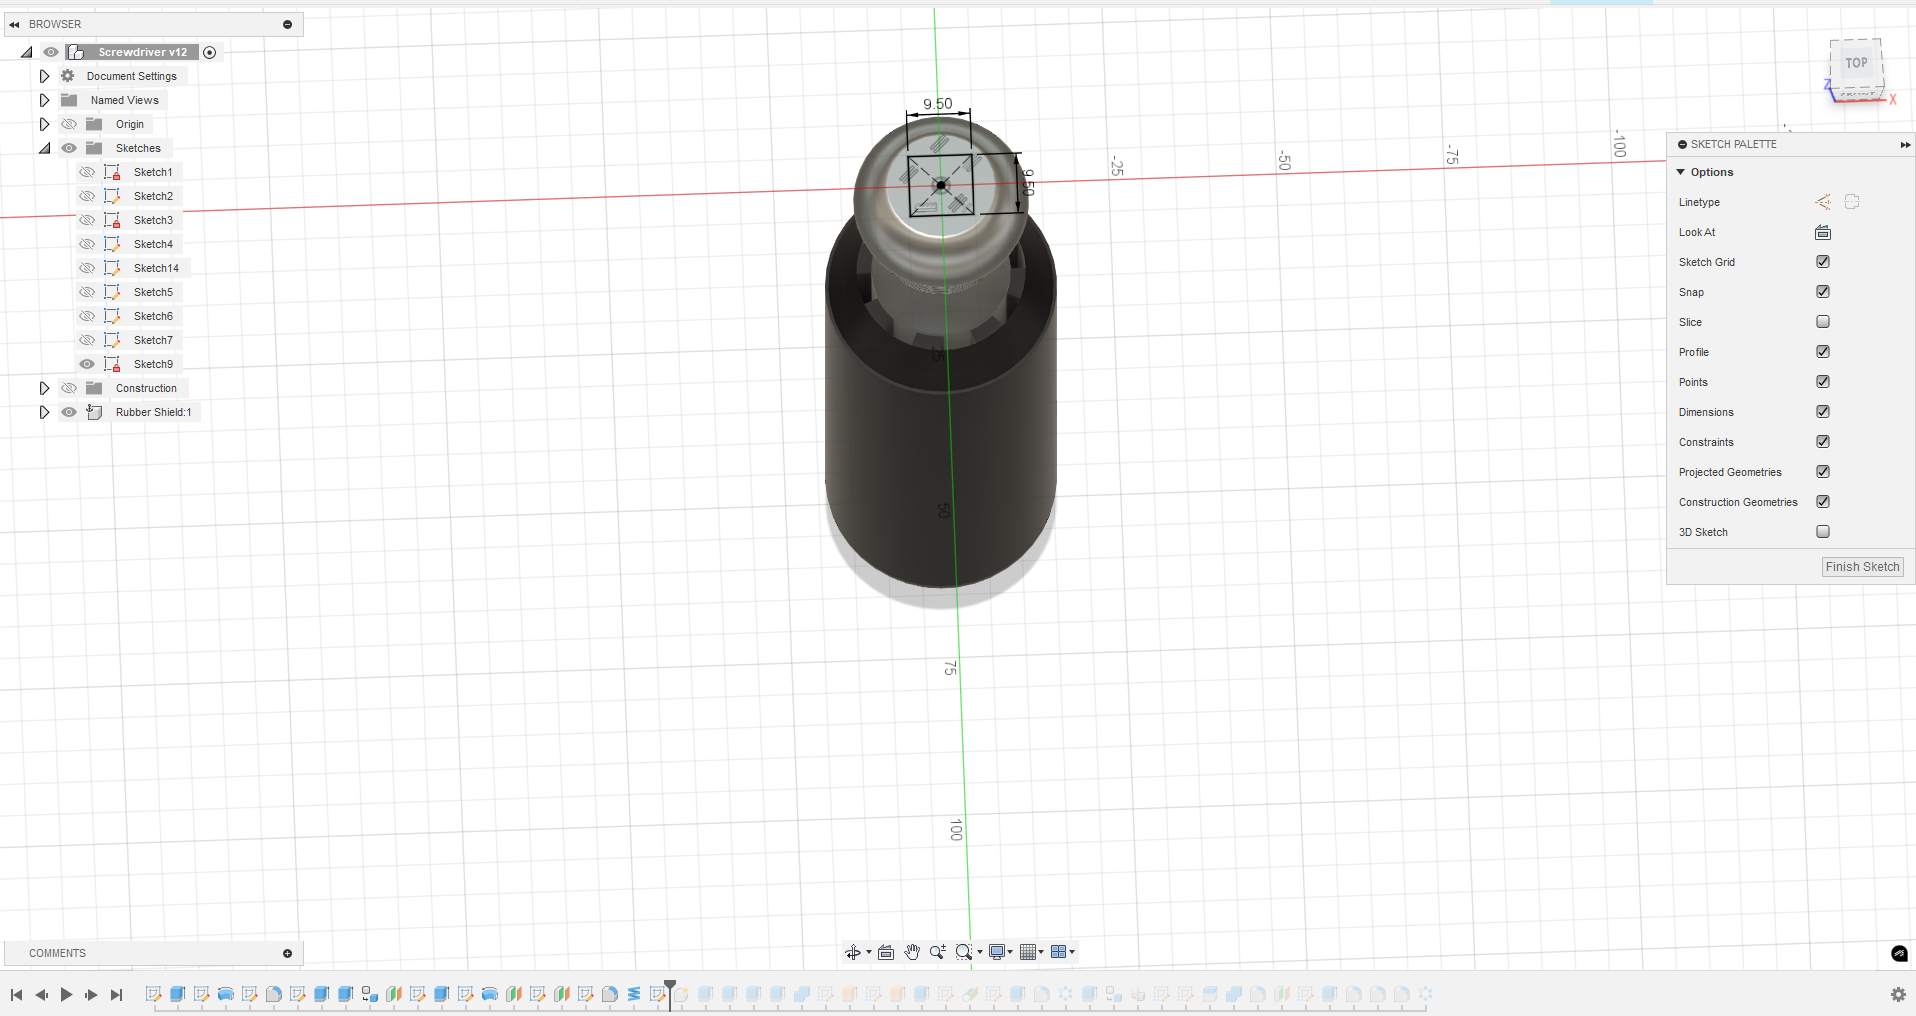 BROWSER
Screwdriver v12
Document Settings
Named Views
Origin
Sketches
Sketch1
Sketch2
Sketch3
Sketch4
Sketch14
Sketch5
Sketch6
Sketch7
Sketch9
Construction
Rubber Shield:1
9.50
9.50
-25
-50
-75
-100
25
50
75
100
TOP
FRONT
Z
X
SKETCH PALETTE
Options
Linetype
Look At
Sketch Grid
Snap
Slice
Profile
Points
Dimensions
Constraints
Projected Geometries
Construction Geometries
3D Sketch
Finish Sketch
COMMENTS